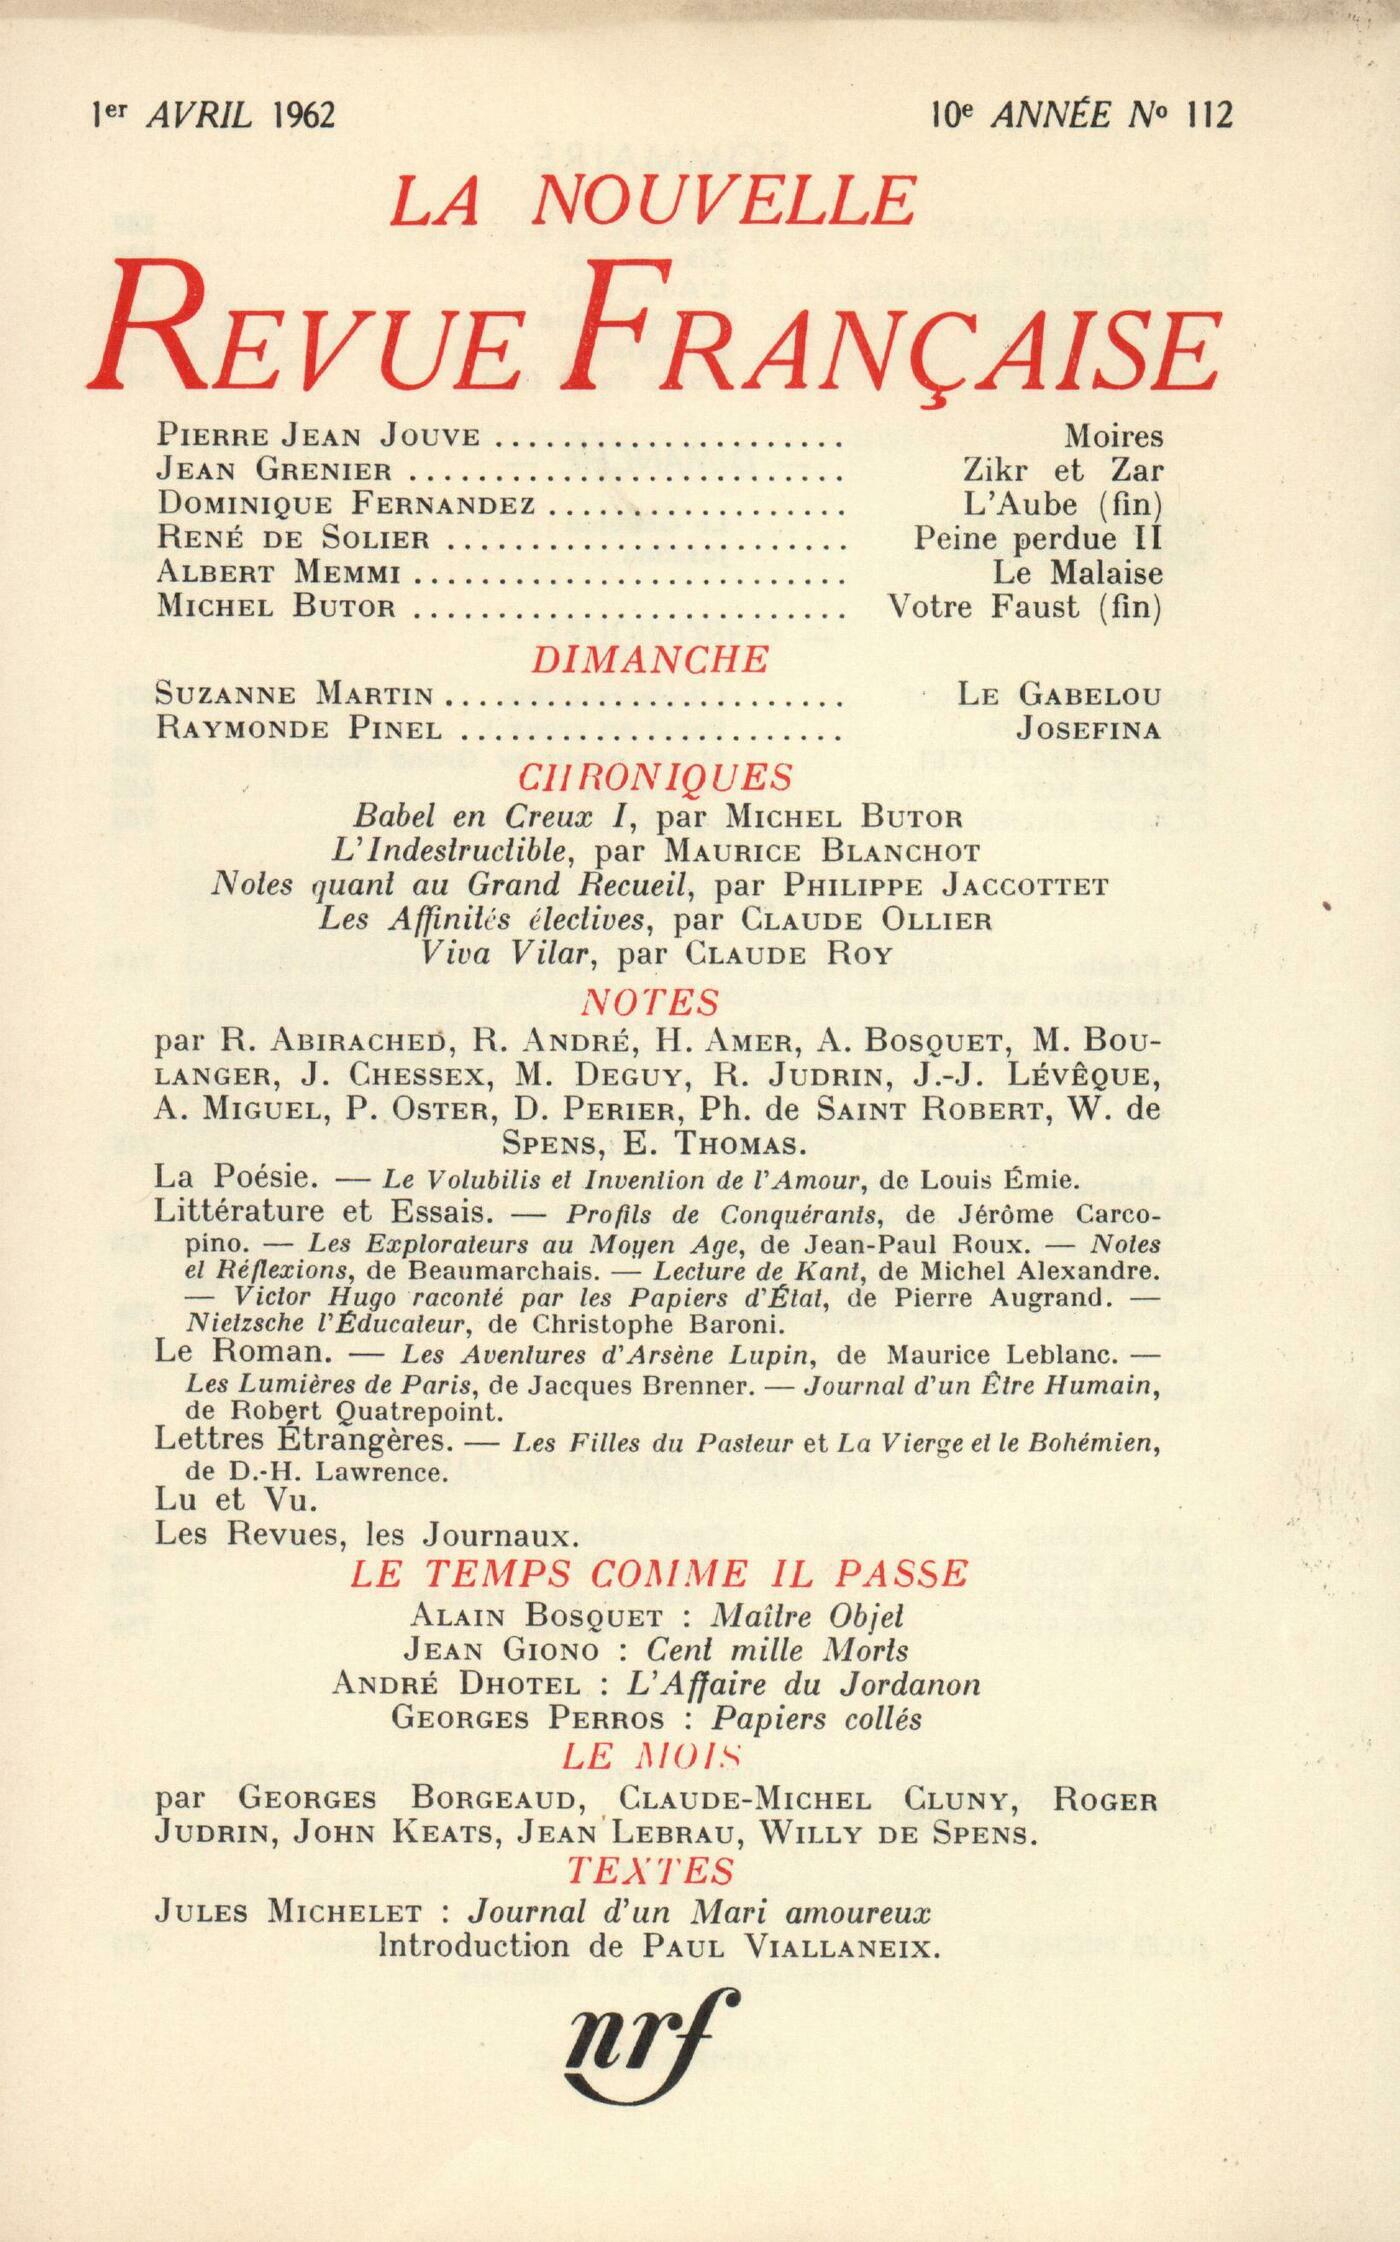 1er AVRIL 1962 10e ANNÉE No 112
LA NOUVELLE
REVUE FRANÇAISE
PIERRE JEAN JOUVE ...................... Moires
JEAN GRENIER ........................... Zikr et Zar
DOMINIQUE FERNANDEZ ................... L'Aube (fin)
RENÉ DE SOLIER ......................... Peine perdue II
ALBERT MEMMI ........................... Le Malaise
MICHEL BUTOR ........................... Votre Faust (fin)
DIMANCHE
SUZANNE MARTIN ......................... LE GABELOU
RAYMONDE PINEL ........................ JOSEFINA
CHRONIQUES
Babel en Creux I, par MICHEL BUTOR
L'Indestructible, par MAURICE BLANCHOT
Notes quant au Grand Recueil, par PHILIPPE JACCOTTET
Les Affinités électives, par CLAUDE OLLIER
Viva Vilar, par CLAUDE ROY
NOTES
par R. ABIRACHED, R. ANDRÉ, H. AMER, A. BOSQUET, M. BOU-
LANGER, J. CHESSEX, M. DEGUY, R. JUDRIN, J.-J. LÉVÊQUE,
A. MIGUEL, P. OSTER, D. PERIER, Ph. de SAINT ROBERT, W. de
SPENS, E. THOMAS.
La Poésie. — Le Volubilis et Invention de l'Amour, de Louis Émie.
Littérature et Essais. — Profils de Conquérants, de Jérôme Carco-
pino. — Les Explorateurs au Moyen Age, de Jean-Paul Roux. — Notes
et Réflexions, de Beaumarchais. — Lecture de Kant, de Michel Alexandre.
— Victor Hugo raconté par les Papiers d'État, de Pierre Augrand. —
Nietzsche l'Éducateur, de Christophe Baroni.
Le Roman. — Les Aventures d'Arsène Lupin, de Maurice Leblanc. —
Les Lumières de Paris, de Jacques Brenner. — Journal d'un Être Humain,
de Robert Quatrepoint.
Lettres Étrangères. — Les Filles du Pasteur et La Vierge et le Bohémien,
de D.-H. Lawrence.
Lu et Vu.
Les Revues, les Journaux.
LE TEMPS COMME IL PASSE
ALAIN BOSQUET : Maître Objet
JEAN GIONO : Cent mille Morts
ANDRÉ DHOTEL : L'Affaire du Jordanon
GEORGES PERROS : Papiers collés
LE MOIS
par GEORGES BORGEAUD, CLAUDE-MICHEL CLUNY, ROGER
JUDRIN, JOHN KEATS, JEAN LEBRAU, WILLY DE SPENS.
TEXTES
JULES MICHELET : Journal d'un Mari amoureux
Introduction de PAUL VIALLANEIX.
nrf